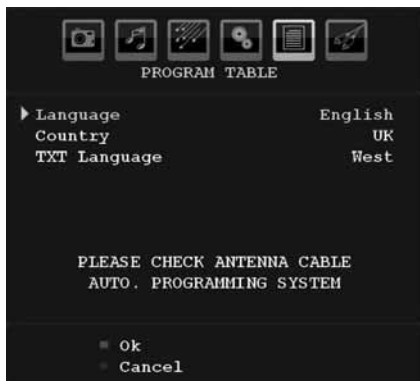 PROGRAM TABLE
Language English
Country UK
TXT Language West
PLEASE CHECK ANTENNA CABLE
AUTO. PROGRAMMING SYSTEM
Ok
Cancel